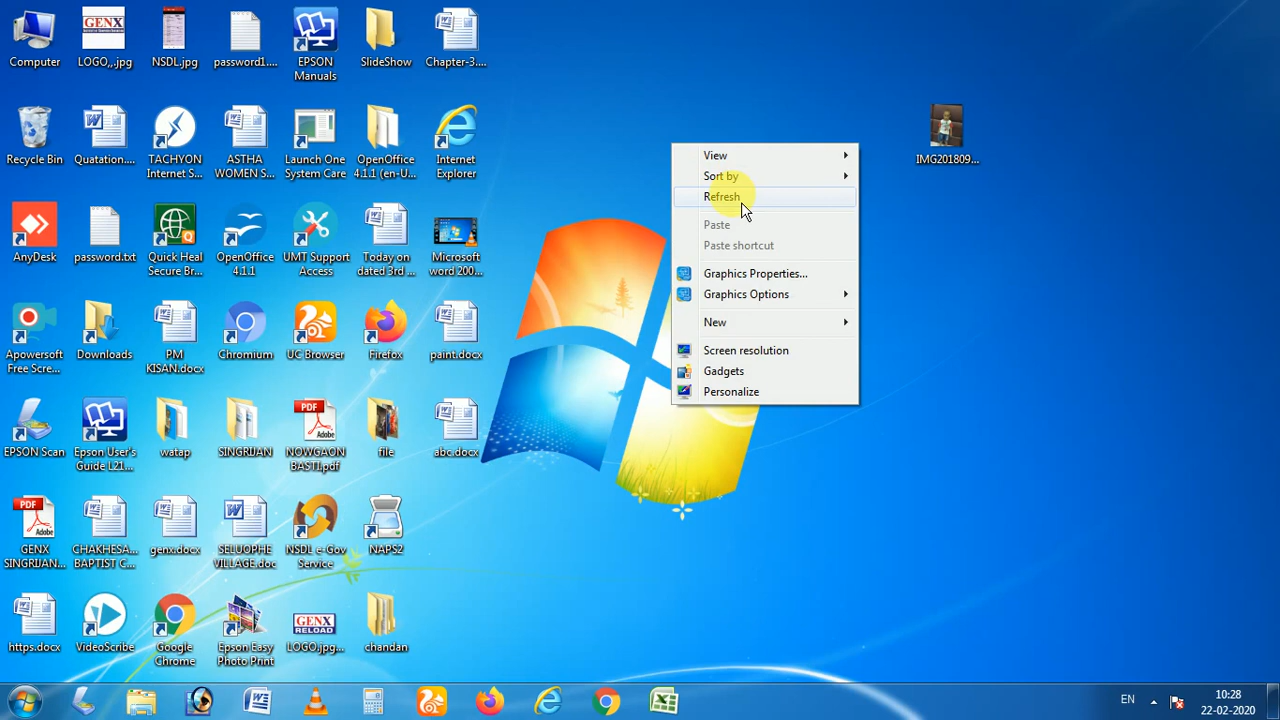 Computer
LOGO,,.jpg
NSDL.jpg
password1....
EPSON
Manuals
SlideShow
Chapter-3....
GENX
Recycle Bin
Quatation....
TACHYON
Internet S...
ASTHA
WOMEN S...
Launch One
System Care
OpenOffice
4.1.1 (en-U...
Internet
Explorer
IMG201809...
AnyDesk
password.txt
Quick Heal
Secure Br...
OpenOffice
4.1.1
UMT Support
Access
Today on
dated 3rd ...
Microsoft
word 200...
Apowersoft
Free Scre...
Downloads
PM
KISAN.docx
Chromium
UC Browser
Firefox
paint.docx
EPSON Scan
Epson User's
Guide L21...
watap
SINGRIJAN
PDF
Adobe
NOWGAON
BASTI.pdf
file
abc.docx
PDF
Adobe
GENX
SINGRIJAN...
CHAKHESA...
BAPTIST C...
genx.docx
SELUOPHE
VILLAGE.doc
NSDL e-Gov
Service
NAPS2
https.docx
VideoScribe
Google
Chrome
Epson Easy
Photo Print
GENX
RELOAD
LOGO.jpg...
chandan
View
Sort by
Refresh
Paste
Paste shortcut
Graphics Properties...
Graphics Options
New
Screen resolution
Gadgets
Personalize
EN
10:28
22-02-2020